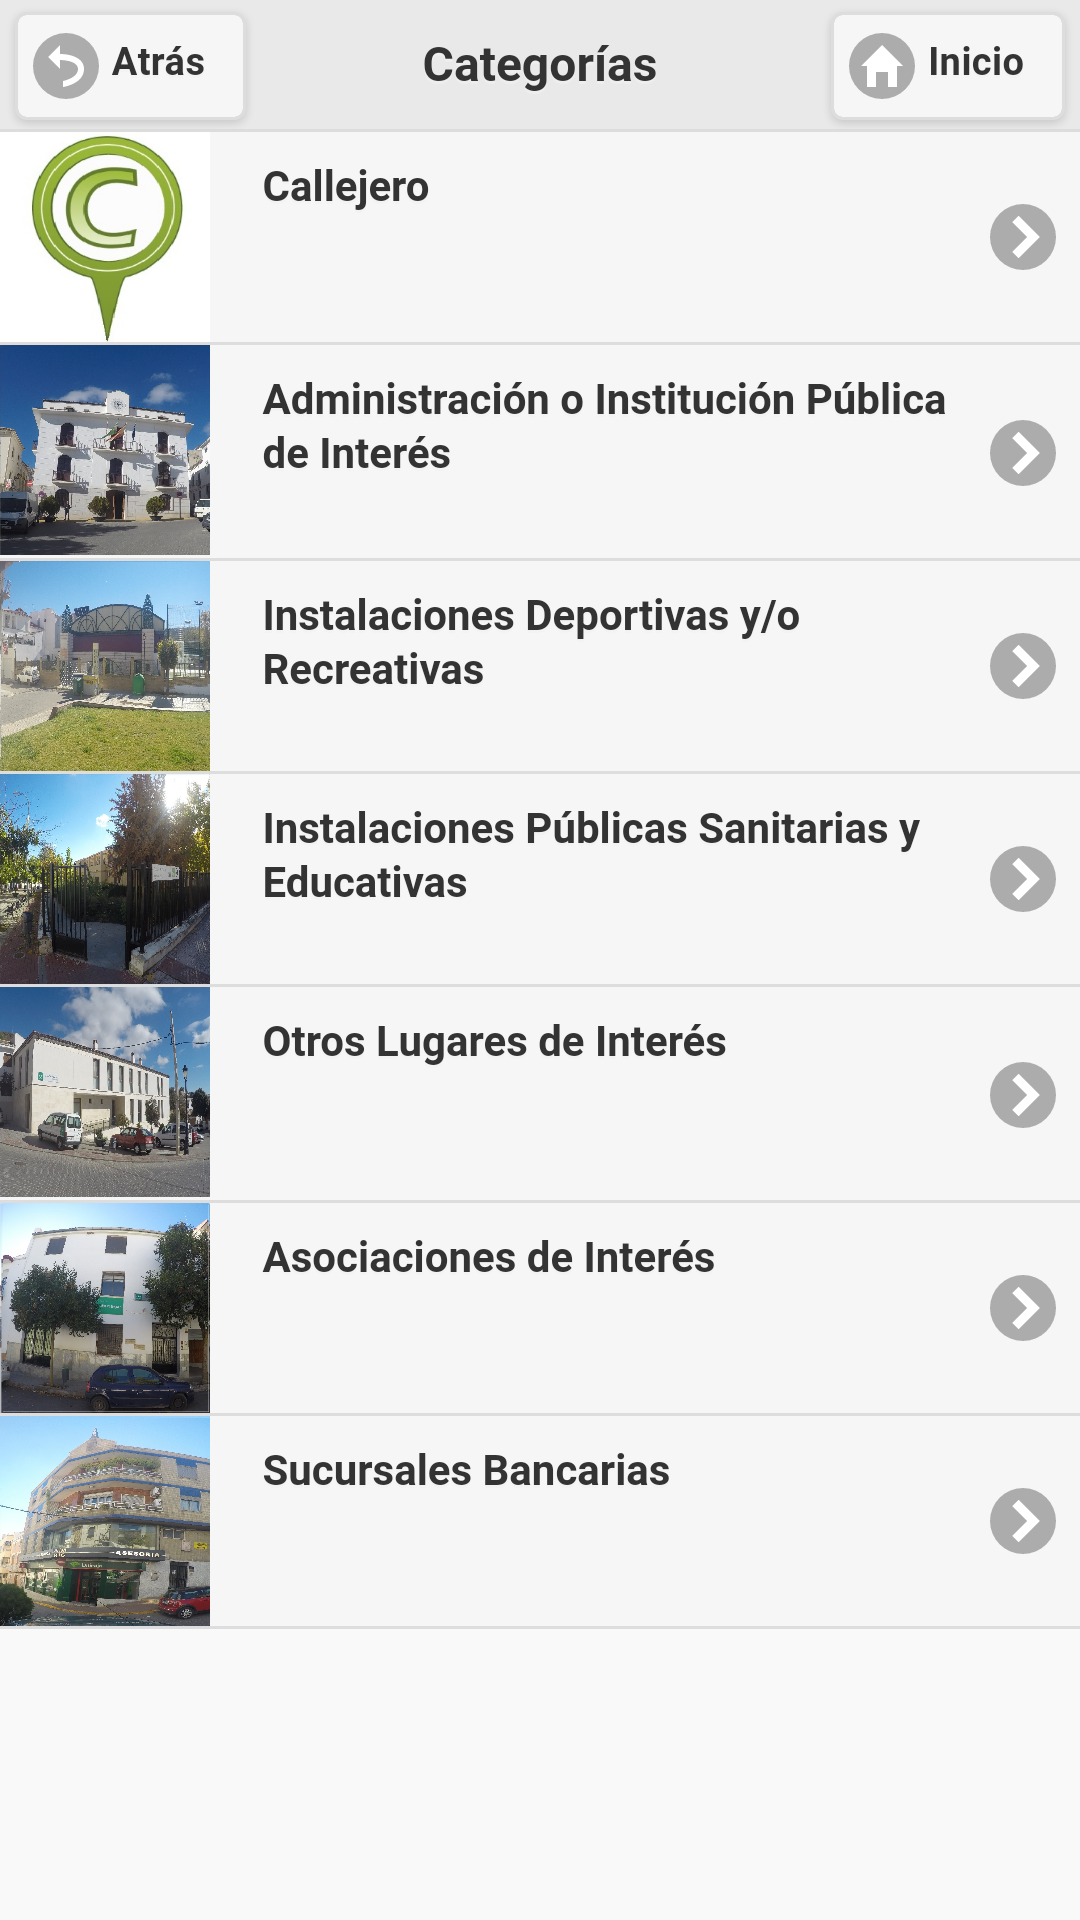 Atrás
Categorías
Inicio
C
Callejero
Administración o Institución Pública
de Interés
Instalaciones Deportivas y/o
Recreativas
Instalaciones Públicas Sanitarias y
Educativas
Otros Lugares de Interés
Asociaciones de Interés
Sucursales Bancarias
ASESORIA